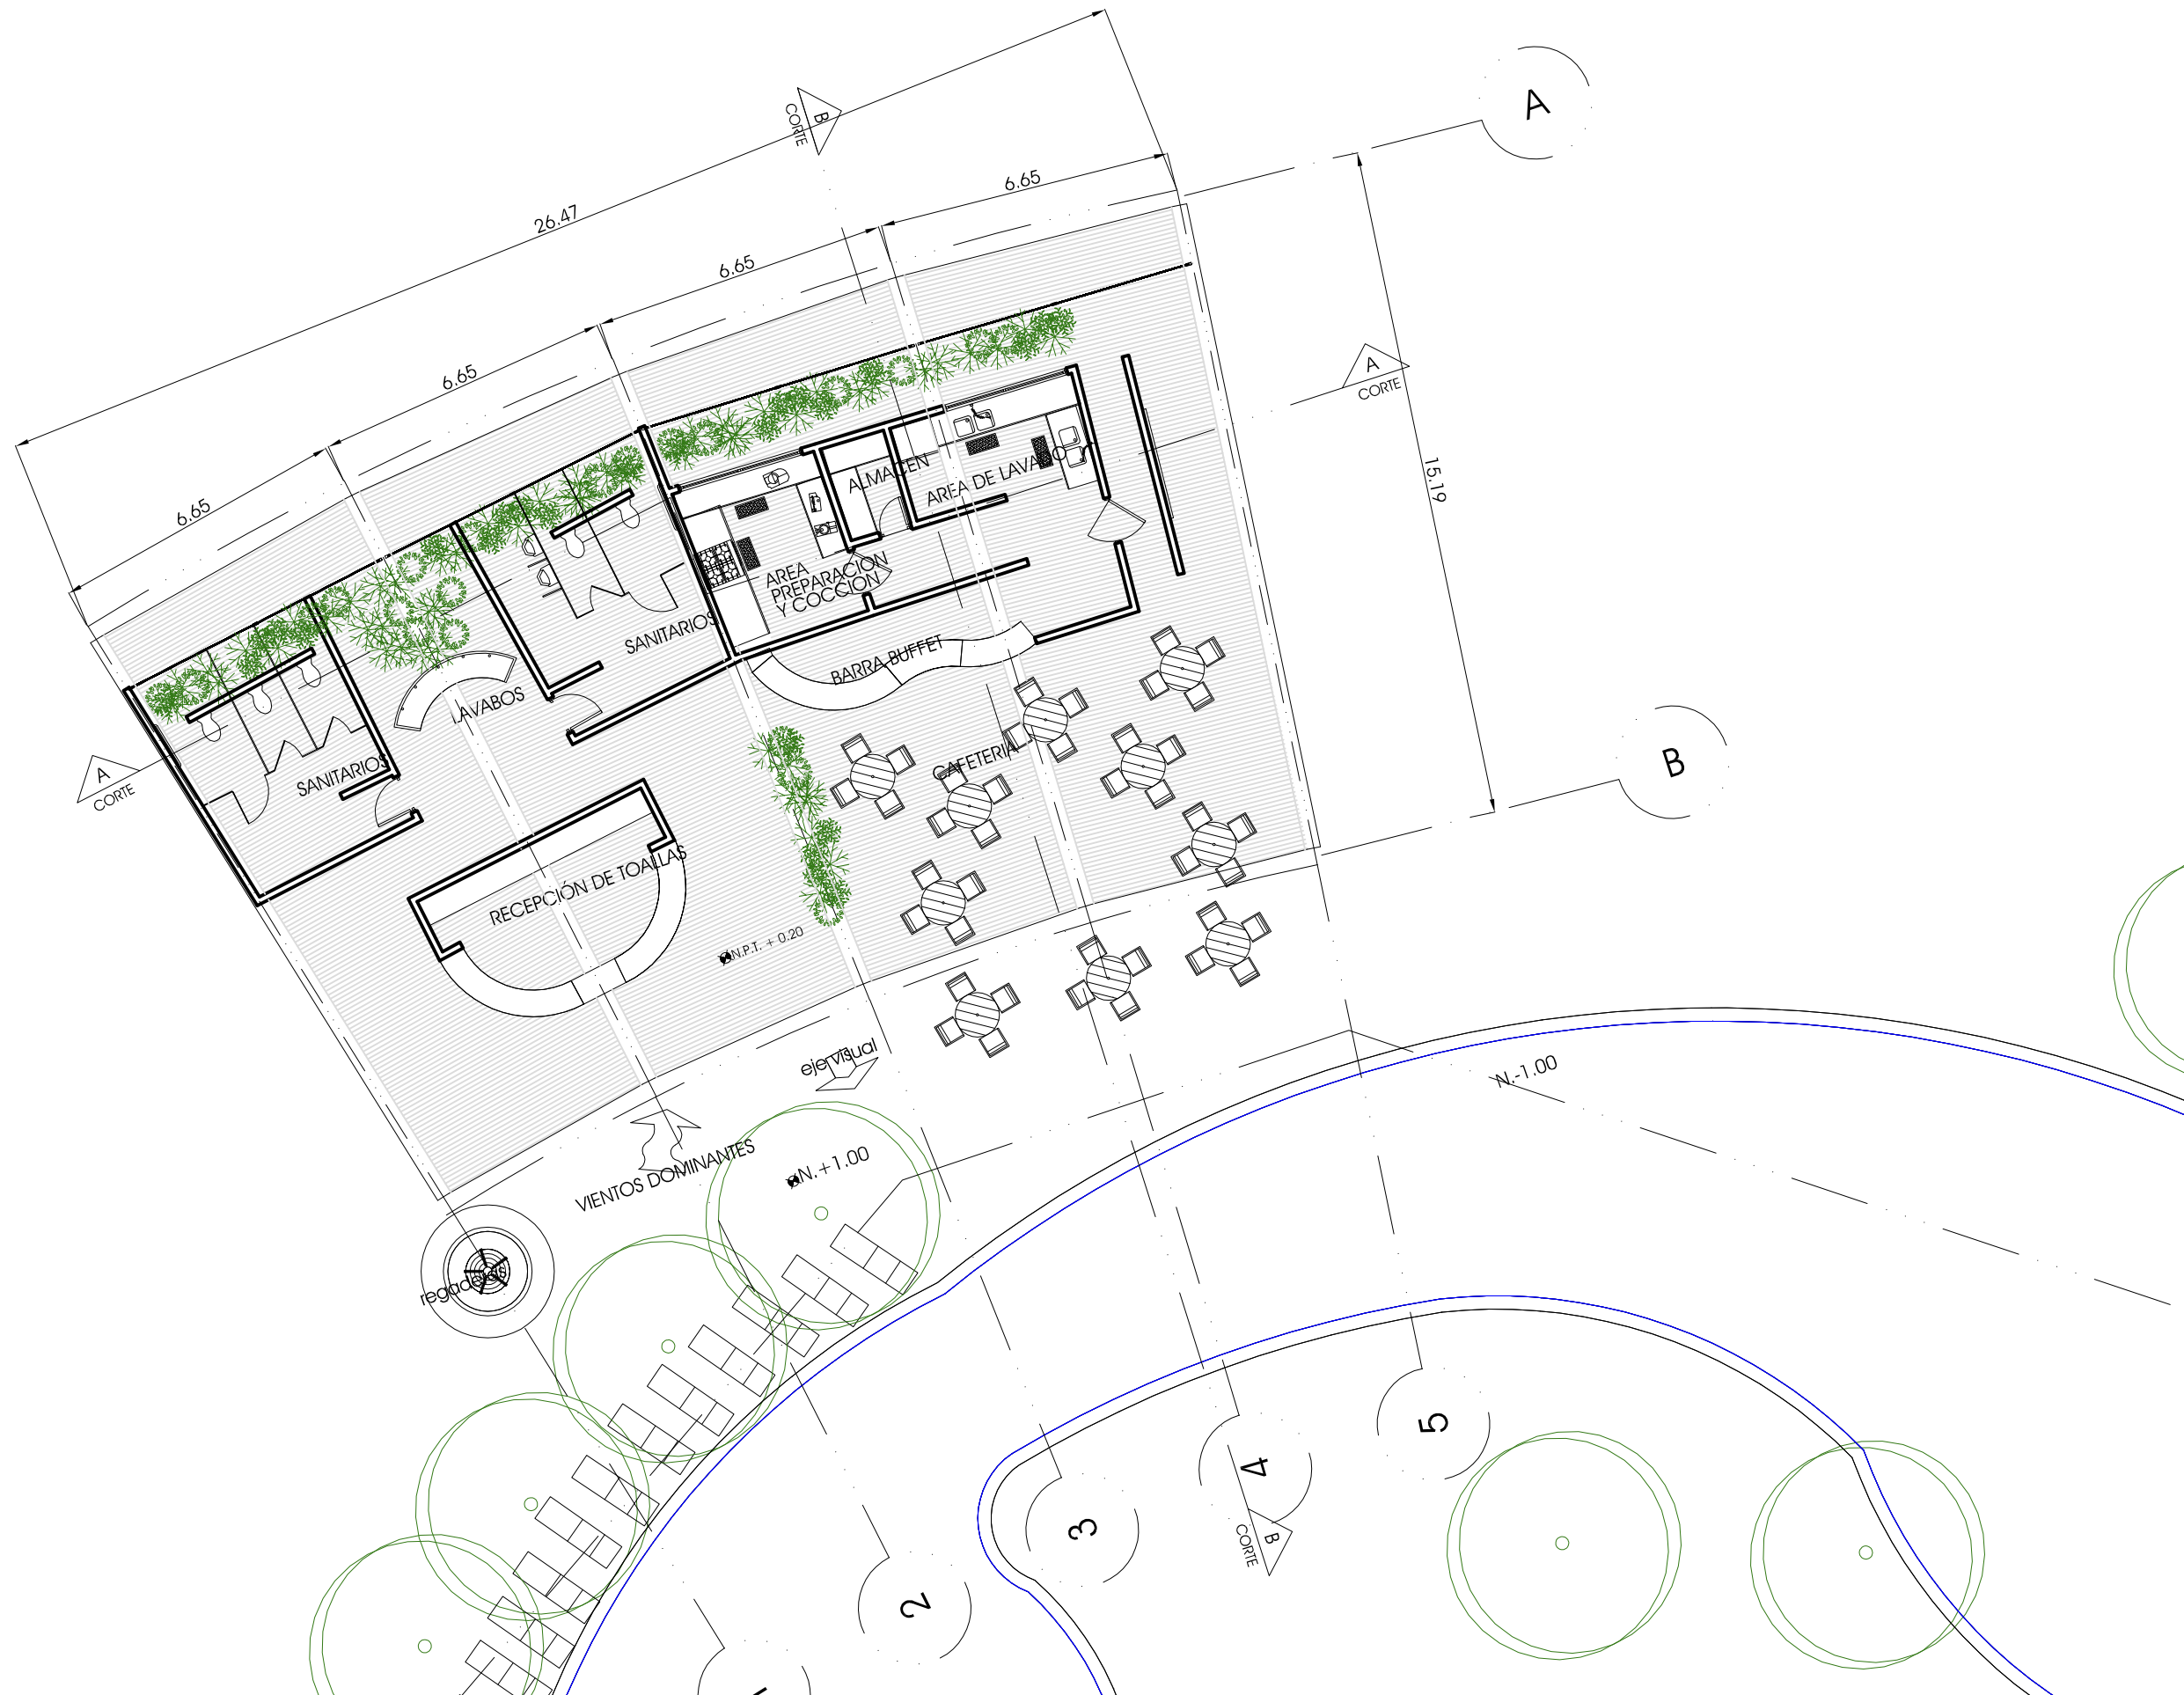 A
B
CORTE
6.65
26.47
6.65
6.65
6.65
15.19
A
CORTE
ALMACEN
AREA DE LAVADO
AREA
PREPARACION
Y COCCION
SANITARIOS
BARRA BUFFET
LAVABOS
SANITARIOS
A
CORTE
B
CAFETERIA
RECEPCIÓN DE TOALLAS
N.P.T. + 0.20
eje visual
N.-1.00
VIENTOS DOMINANTES
N.+1.00
regaderas
5
4
3
B
CORTE
2